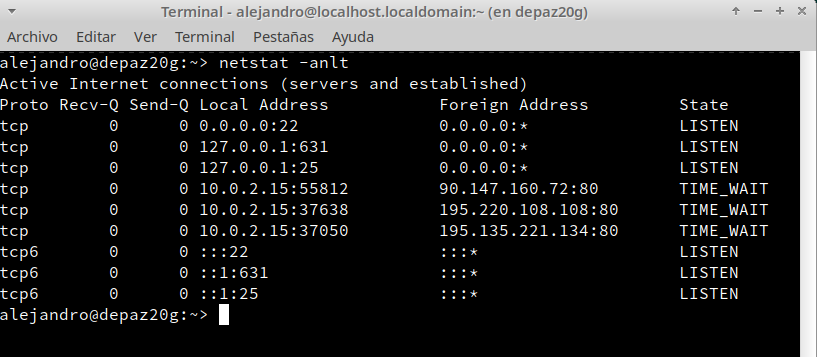 Terminal - alejandro@localhost.localdomain:~ (en depaz20g)
Archivo Editar Ver Terminal Pestañas Ayuda
alejandro@depaz20g:~> netstat -anlt
Active Internet connections (servers and established)
Proto Recv-Q Send-Q Local Address           Foreign Address         State
tcp        0      0 0.0.0.0:22              0.0.0.0:*               LISTEN
tcp        0      0 127.0.0.1:631           0.0.0.0:*               LISTEN
tcp        0      0 127.0.0.1:25            0.0.0.0:*               LISTEN
tcp        0      0 10.0.2.15:55812         90.147.160.72:80        TIME_WAIT
tcp        0      0 10.0.2.15:37638         195.220.108.108:80      TIME_WAIT
tcp        0      0 10.0.2.15:37050         195.135.221.134:80      TIME_WAIT
tcp6       0      0 :::22                   :::*                    LISTEN
tcp6       0      0 ::1:631                 :::*                    LISTEN
tcp6       0      0 ::1:25                  :::*                    LISTEN
alejandro@depaz20g:~>